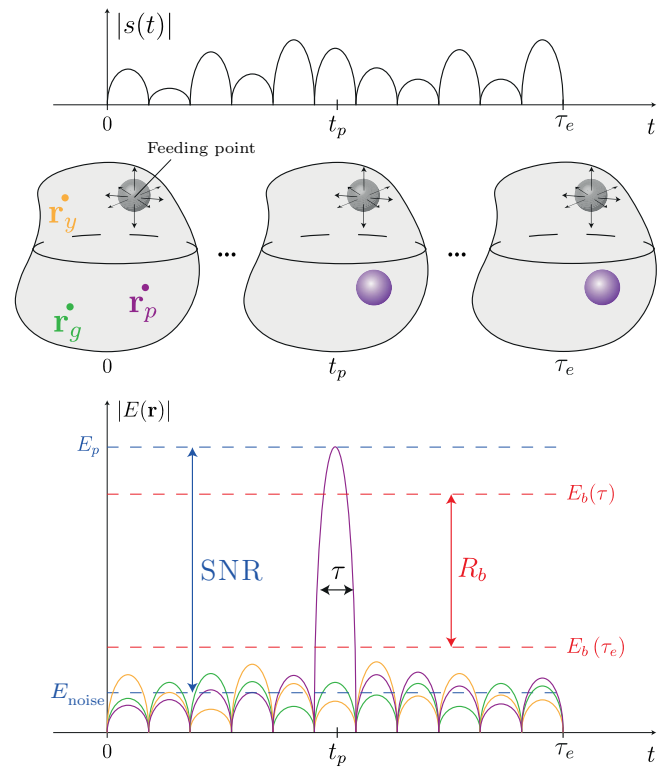 |s(t)|
0
t_p
τ_e
t
Feeding point
r_y
r_g
r_p
...
...
0
t_p
τ_e
|E(r)|
E_p
E_b(τ)
SNR
τ
R_b
E_b(τ_e)
E_noise
0
t_p
τ_e
t